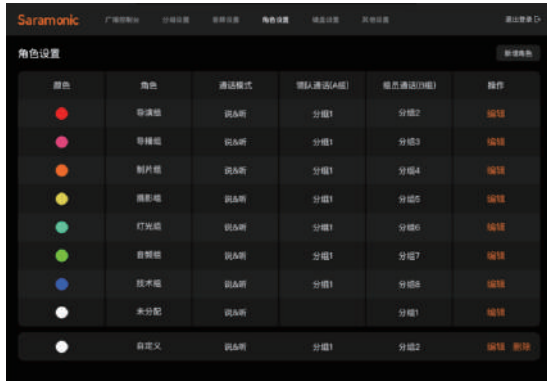 Saramonic 广播控制台 分组设置 音频设置 角色设置 键盘设置 其他设置 退出登录
角色设置 新增角色
颜色 角色 通话模式 领队通话(A组) 组员通话(B组) 操作
导演组 说&听 分组1 分组2 编辑
导播组 说&听 分组1 分组3 编辑
制片组 说&听 分组1 分组4 编辑
摄影组 说&听 分组1 分组5 编辑
灯光组 说&听 分组1 分组6 编辑
音频组 说&听 分组1 分组7 编辑
技术组 说&听 分组1 分组8 编辑
未分配 说&听 分组1 编辑
自定义 说&听 分组1 分组2 编辑 删除